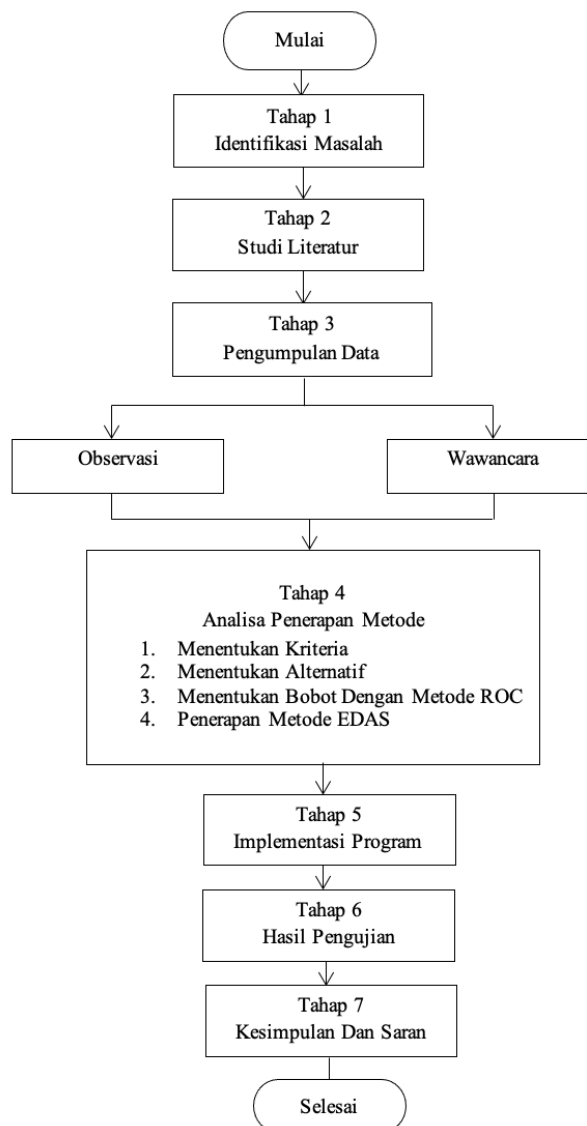 Mulai
Tahap 1
Identifikasi Masalah
Tahap 2
Studi Literatur
Tahap 3
Pengumpulan Data
Observasi
Wawancara
Tahap 4
Analisa Penerapan Metode
1. Menentukan Kriteria
2. Menentukan Alternatif
3. Menentukan Bobot Dengan Metode ROC
4. Penerapan Metode EDAS
Tahap 5
Implementasi Program
Tahap 6
Hasil Pengujian
Tahap 7
Kesimpulan Dan Saran
Selesai